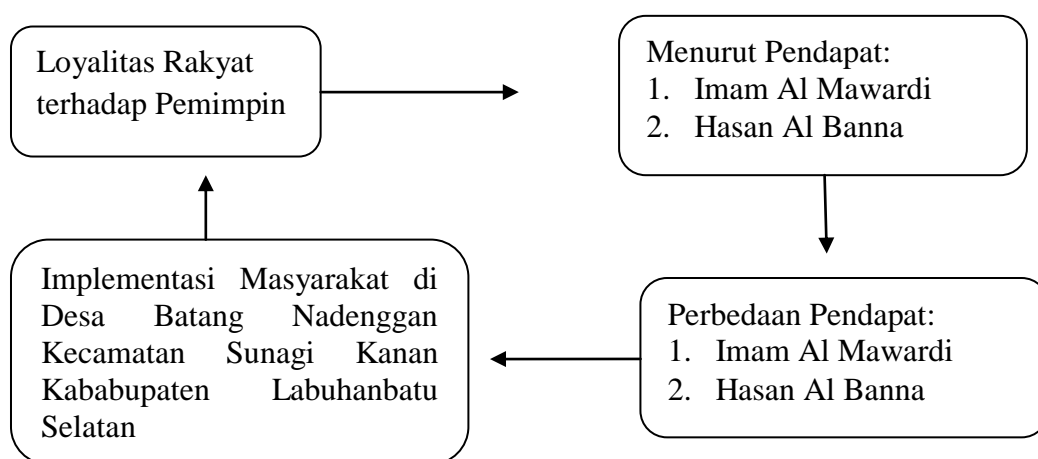 Loyalitas Rakyat
terhadap Pemimpin
Menurut Pendapat:
1. Imam Al Mawardi
2. Hasan Al Banna
Perbedaan Pendapat:
1. Imam Al Mawardi
2. Hasan Al Banna
Implementasi Masyarakat di
Desa Batang Nadenggan
Kecamatan Sunagi Kanan
Kababupaten Labuhanbatu
Selatan